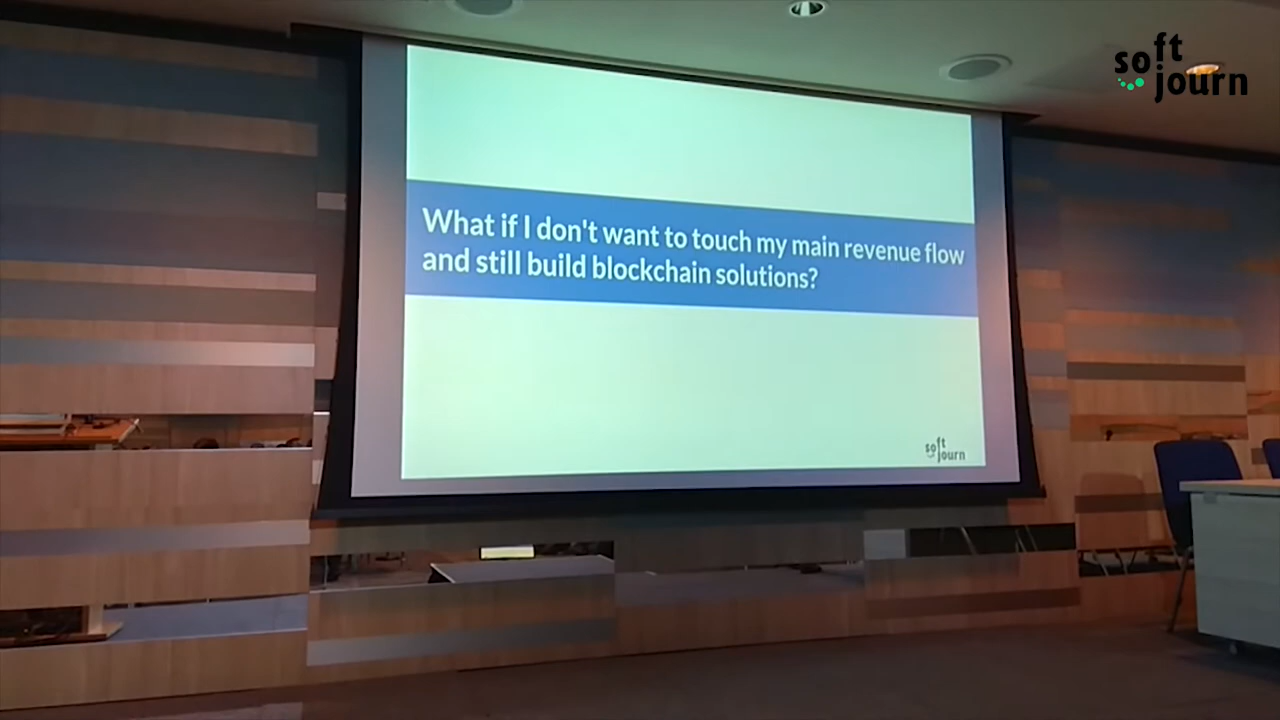 soft
journ
What if I don't want to touch my main revenue flow
and still build blockchain solutions?
soft
journ